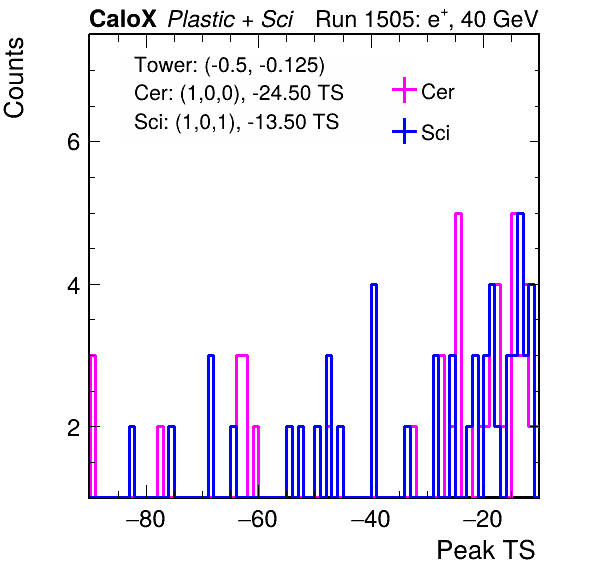 CaloX Plastic + Sci Run 1505: e+, 40 GeV
Counts
Tower: (-0.5, -0.125)
Cer: (1,0,0), -24.50 TS
Sci: (1,0,1), -13.50 TS
Cer
Sci
6
4
2
−80 −60 −40 −20
Peak TS